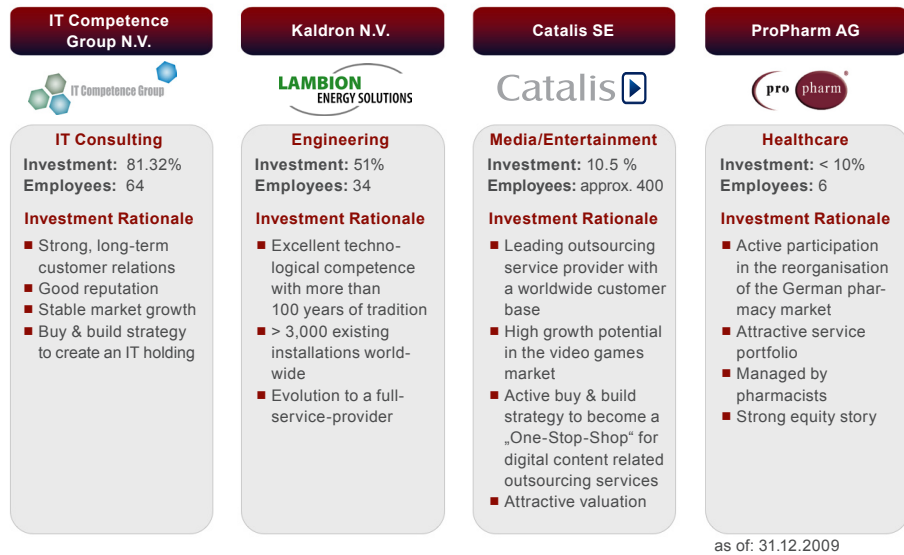 IT Competence
Group N.V.
IT Competence Group
IT Consulting
Investment: 81.32%
Employees: 64
Investment Rationale
■ Strong, long-term
customer relations
■ Good reputation
■ Stable market growth
■ Buy & build strategy
to create an IT holding
Kaldron N.V.
LAMBION
ENERGY SOLUTIONS
Engineering
Investment: 51%
Employees: 34
Investment Rationale
■ Excellent techno-
logical competence
with more than
100 years of tradition
■ > 3,000 existing
installations world-
wide
■ Evolution to a full-
service-provider
Catalis SE
Catalis
Media/Entertainment
Investment: 10.5 %
Employees: approx. 400
Investment Rationale
■ Leading outsourcing
service provider with
a worldwide customer
base
■ High growth potential
in the video games
market
■ Active buy & build
strategy to become a
„One-Stop-Shop“ for
digital content related
outsourcing services
■ Attractive valuation
ProPharm AG
pro pharm®
Healthcare
Investment: < 10%
Employees: 6
Investment Rationale
■ Active participation
in the reorganisation
of the German phar-
macy market
■ Attractive service
portfolio
■ Managed by
pharmacists
■ Strong equity story
as of: 31.12.2009